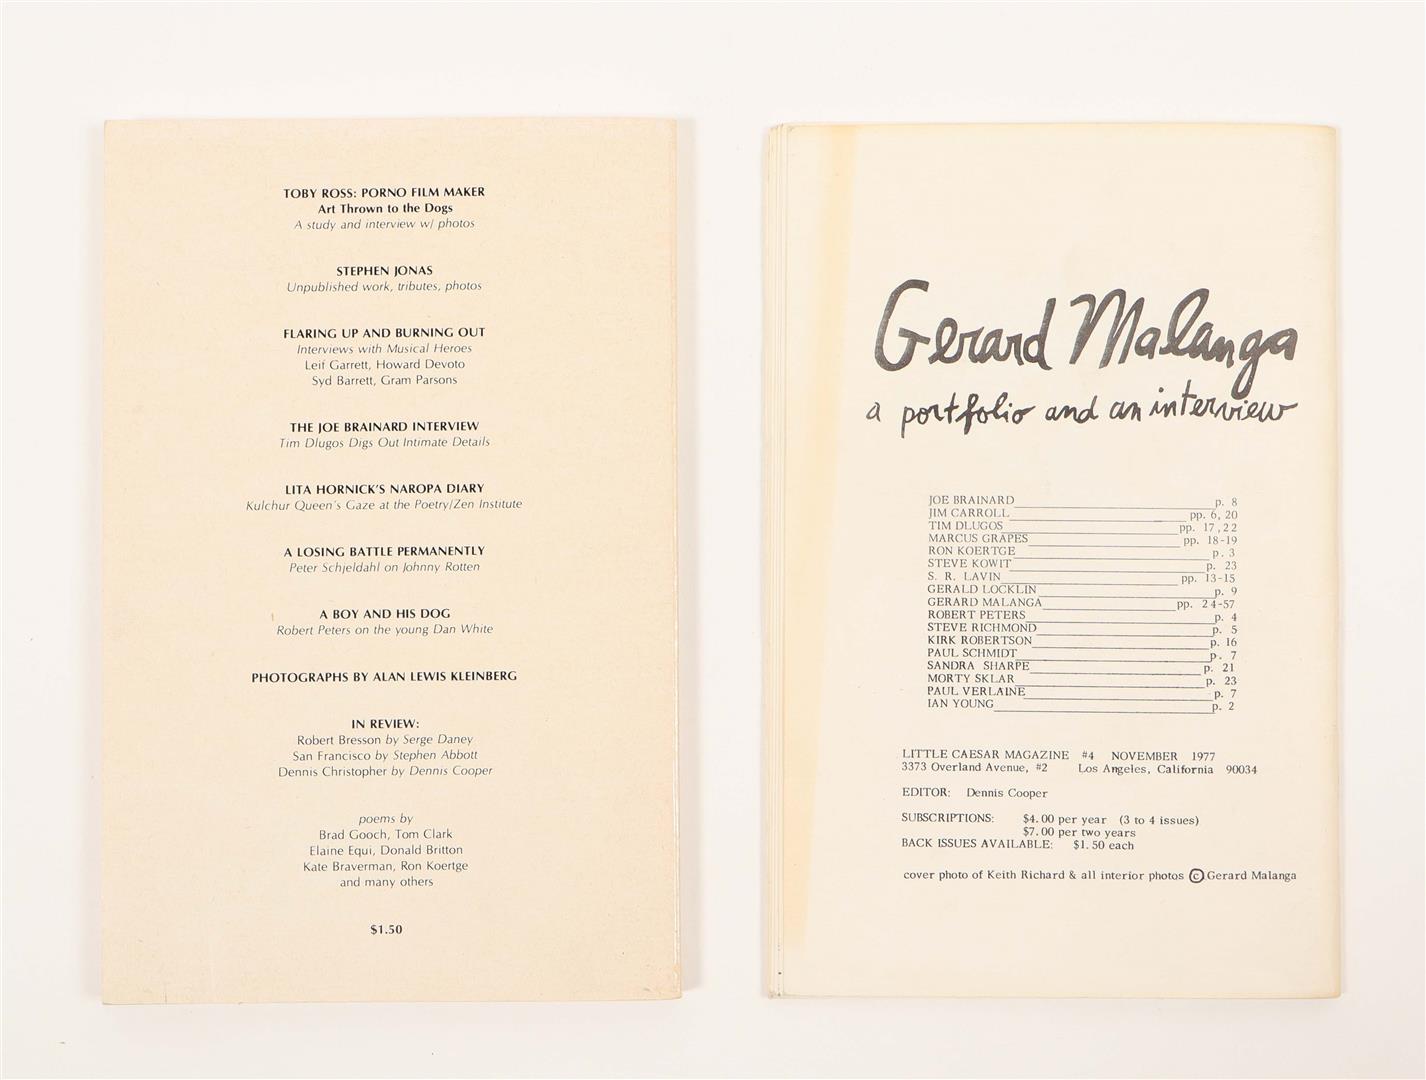 TOBY ROSS: PORNO FILM MAKER
Art Thrown to the Dogs
A study and interview w/ photos
STEPHEN JONAS
Unpublished work, tributes, photos
FLARING UP AND BURNING OUT
Interviews with Musical Heroes
Leif Garrett, Howard Devoto
Syd Barrett, Gram Parsons
THE JOE BRAINARD INTERVIEW
Tim Dlugos Digs Out Intimate Details
LITA HORNICK'S NAROPA DIARY
Kulchur Queen's Gaze at the Poetry/Zen Institute
A LOSING BATTLE PERMANENTLY
Peter Schjeldahl on Johnny Rotten
A BOY AND HIS DOG
Robert Peters on the young Dan White
PHOTOGRAPHS BY ALAN LEWIS KLEINBERG
IN REVIEW:
Robert Bresson by Serge Daney
San Francisco by Stephen Abbott
Dennis Christopher by Dennis Cooper
poems by
Brad Gooch, Tom Clark
Elaine Equi, Donald Britton
Kate Braverman, Ron Koertge
and many others
$1.50
Gerard Malanga
a portfolio and an interview
JOE BRAINARD p. 8
JIM CARROLL pp. 6, 20
TIM DLUGOS pp. 17,22
MARCUS GRAPES pp. 18-19
RON KOERTGE p. 3
STEVE KOWIT p. 23
S. R. LAVIN pp. 13-15
GERALD LOCKLIN p. 9
GERARD MALANGA pp. 24-57
ROBERT PETERS p. 4
STEVE RICHMOND p. 5
KIRK ROBERTSON p. 16
PAUL SCHMIDT p. 7
SANDRA SHARPE p. 21
MORTY SKLAR p. 23
PAUL VERLAINE p. 7
IAN YOUNG p. 2
LITTLE CAESAR MAGAZINE #4 NOVEMBER 1977
3373 Overland Avenue, #2 Los Angeles, California 90034
EDITOR: Dennis Cooper
SUBSCRIPTIONS: $4.00 per year (3 to 4 issues)
$7.00 per two years
BACK ISSUES AVAILABLE: $1.50 each
cover photo of Keith Richard & all interior photos © Gerard Malanga